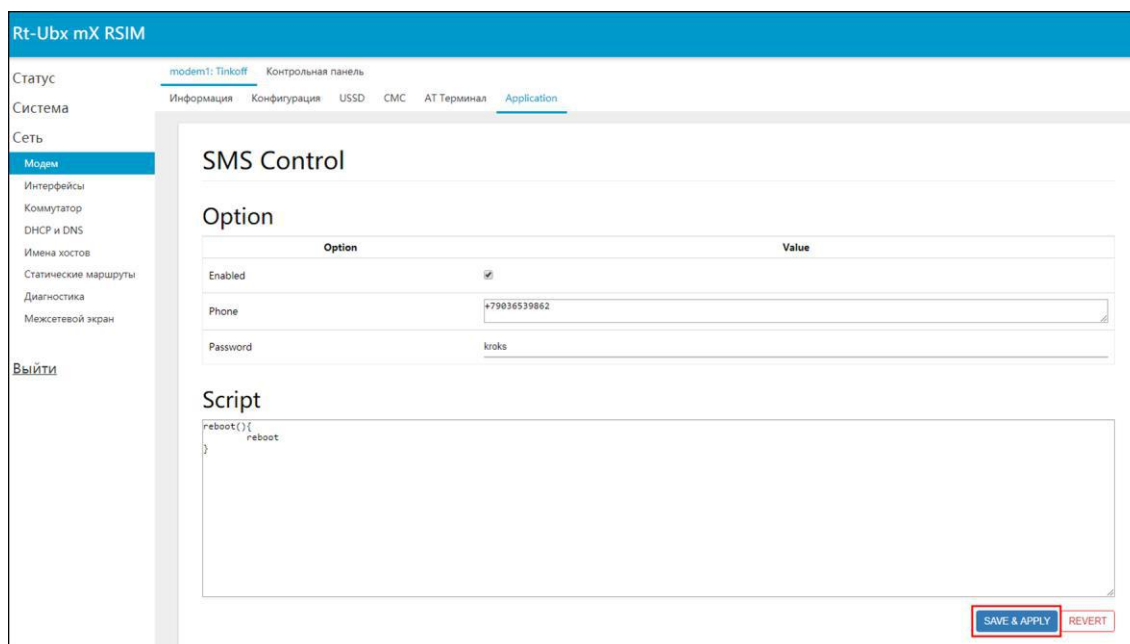 Rt-Ubx mX RSIM
Статус
Система
Сеть
Модем
Интерфейсы
Коммутатор
DHCP и DNS
Имена хостов
Статические маршруты
Диагностика
Межсетевой экран
Выйти
modem1: Tinkoff Контрольная панель
Информация Конфигурация USSD СМС АТ Терминал Application
SMS Control
Option
Option Value
Enabled
Phone +79036539862
Password kroks
Script
reboot(){
reboot
}
SAVE & APPLY REVERT